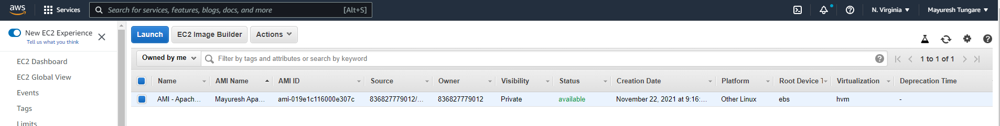 aws Services Search for services, features, blogs, docs, and more [Alt+S] N. Virginia Mayuresh Tungare
New EC2 Experience
Tell us what you think
EC2 Dashboard
EC2 Global View
Events
Tags
Limits
Launch EC2 Image Builder Actions
Owned by me Filter by tags and attributes or search by keyword 1 to 1 of 1
Name AMI Name AMI ID Source Owner Visibility Status Creation Date Platform Root Device T Virtualization Deprecation Time
AMI - Apach... Mayuresh Apa... ami-019e1c116000e307c 836827779012/... 836827779012 Private available November 22, 2021 at 9:16:... Other Linux ebs hvm -